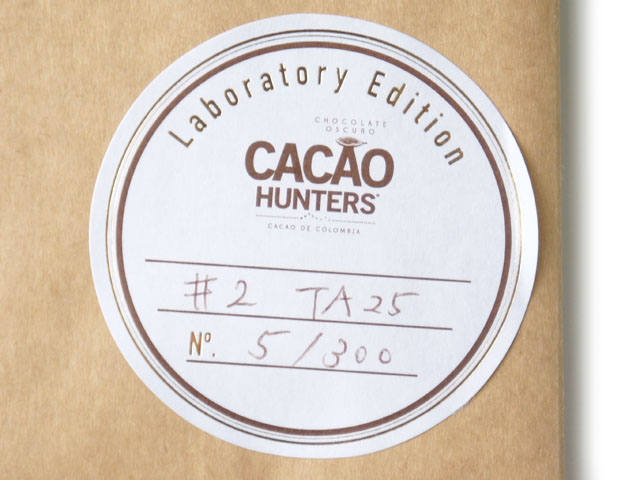 Laboratory Edition
CHOCOLATE
OSCURO
CACAO
HUNTERS®
CACAO DE COLOMBIA
#2 TA25
Nº. 5/300